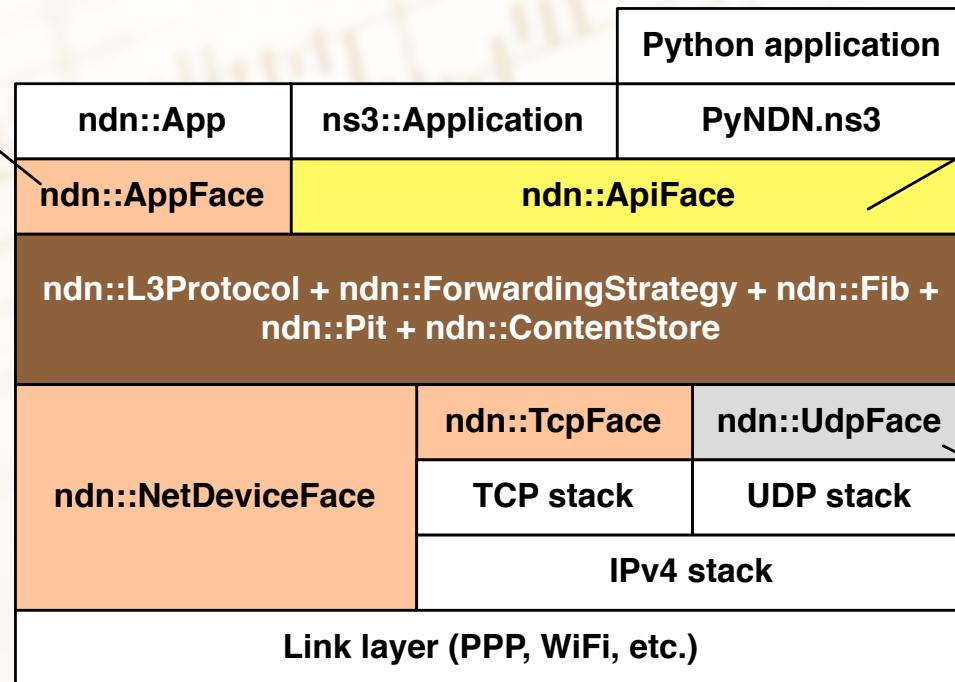 Python application
ndn::App
ns3::Application
PyNDN.ns3
ndn::AppFace
ndn::ApiFace
ndn::L3Protocol + ndn::ForwardingStrategy + ndn::Fib +
ndn::Pit + ndn::ContentStore
ndn::NetDeviceFace
ndn::TcpFace
ndn::UdpFace
TCP stack
UDP stack
IPv4 stack
Link layer (PPP, WiFi, etc.)